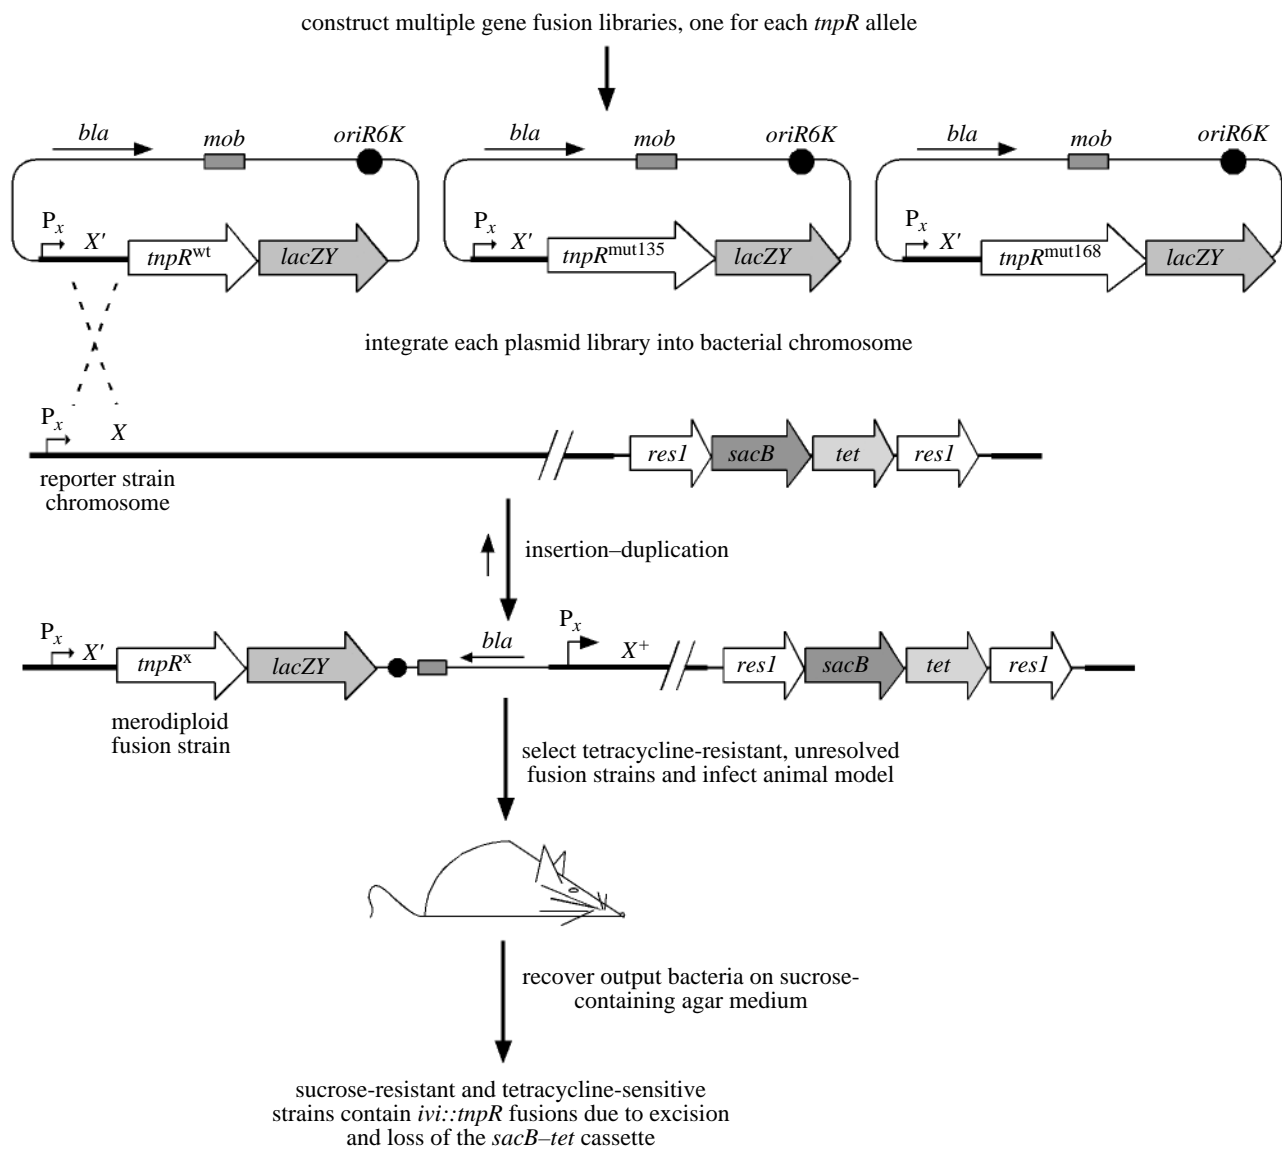 construct multiple gene fusion libraries, one for each tnpR allele
bla mob oriR6K bla mob oriR6K bla mob oriR6K
Px X' tnpRwt lacZY Px X' tnpRmut135 lacZY Px X' tnpRmut168 lacZY
integrate each plasmid library into bacterial chromosome
Px X res1 sacB tet res1
reporter strain
chromosome
insertion–duplication
Px X' tnpRx lacZY bla Px X+ res1 sacB tet res1
merodiploid
fusion strain
select tetracycline-resistant, unresolved
fusion strains and infect animal model
recover output bacteria on sucrose-
containing agar medium
sucrose-resistant and tetracycline-sensitive
strains contain ivi::tnpR fusions due to excision
and loss of the sacB–tet cassette